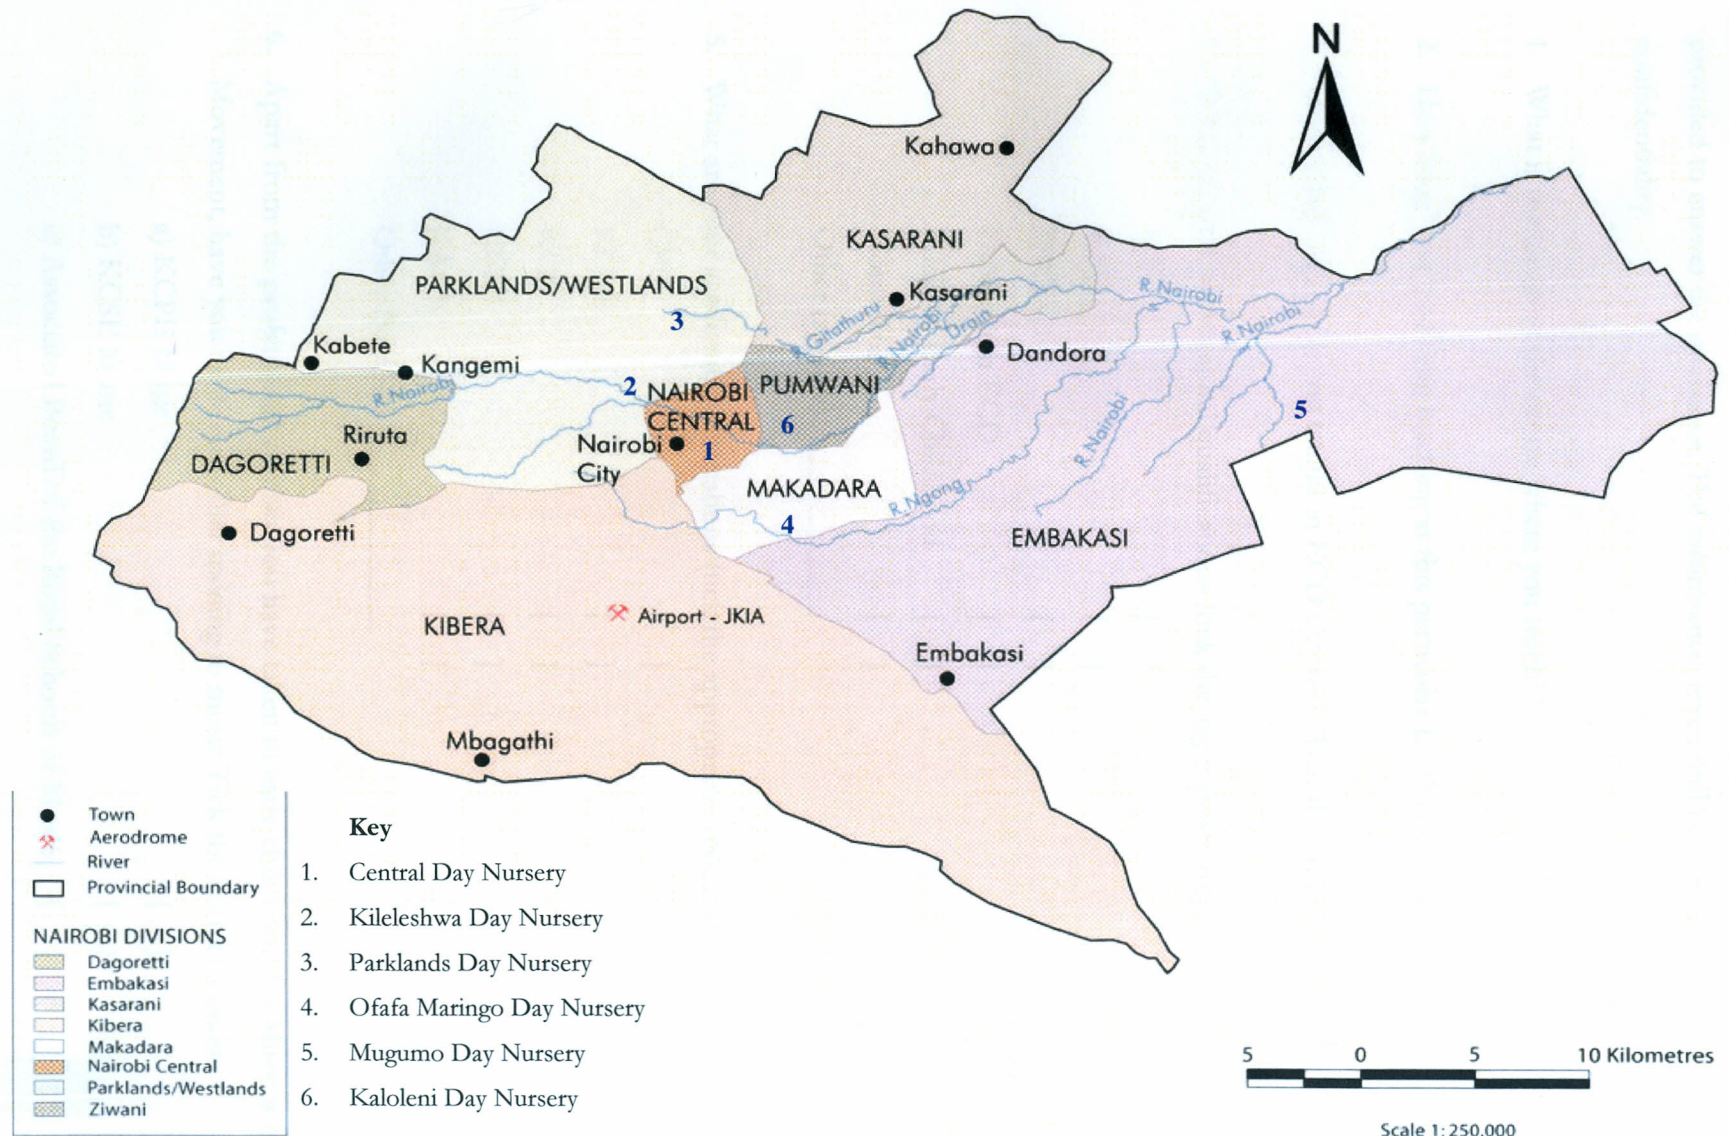 N
Kahawa
KASARANI
PARKLANDS/WESTLANDS
3
Kasarani
R.Nairobi
R.Gitathuru
R.Nairobi
Drain
R.Nairobi
Kabete
Kangemi
Dandora
R.Nairobi
2
NAIROBI
CENTRAL
PUMWANI
6
5
Riruta
DAGORETTI
Nairobi
City
1
R.Nairobi
MAKADARA
R.Ngong
4
EMBAKASI
Dagoretti
KIBERA
Airport - JKIA
Embakasi
Mbagathi
Town
Aerodrome
River
Provincial Boundary
NAIROBI DIVISIONS
Dagoretti
Embakasi
Kasarani
Kibera
Makadara
Nairobi Central
Parklands/Westlands
Ziwani
Key
1. Central Day Nursery
2. Kileleshwa Day Nursery
3. Parklands Day Nursery
4. Ofafa Maringo Day Nursery
5. Mugumo Day Nursery
6. Kaloleni Day Nursery
5 0 5 10 Kilometres
Scale 1: 250,000